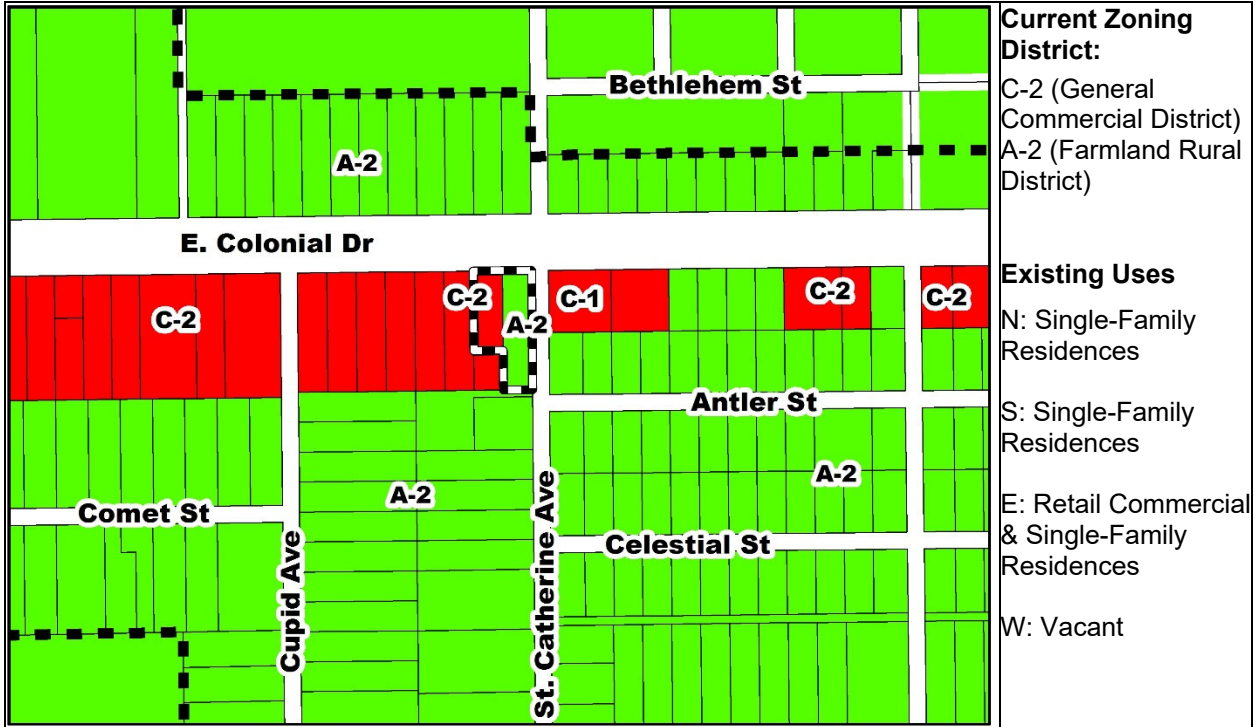 Bethlehem St
A-2
E. Colonial Dr
C-2
C-2
A-2
C-1
C-2
C-2
Antler St
A-2
A-2
Comet St
Celestial St
Cupid Ave
St. Catherine Ave
Current Zoning
District:
C-2 (General
Commercial District)
A-2 (Farmland Rural
District)
Existing Uses
N: Single-Family
Residences
S: Single-Family
Residences
E: Retail Commercial
& Single-Family
Residences
W: Vacant